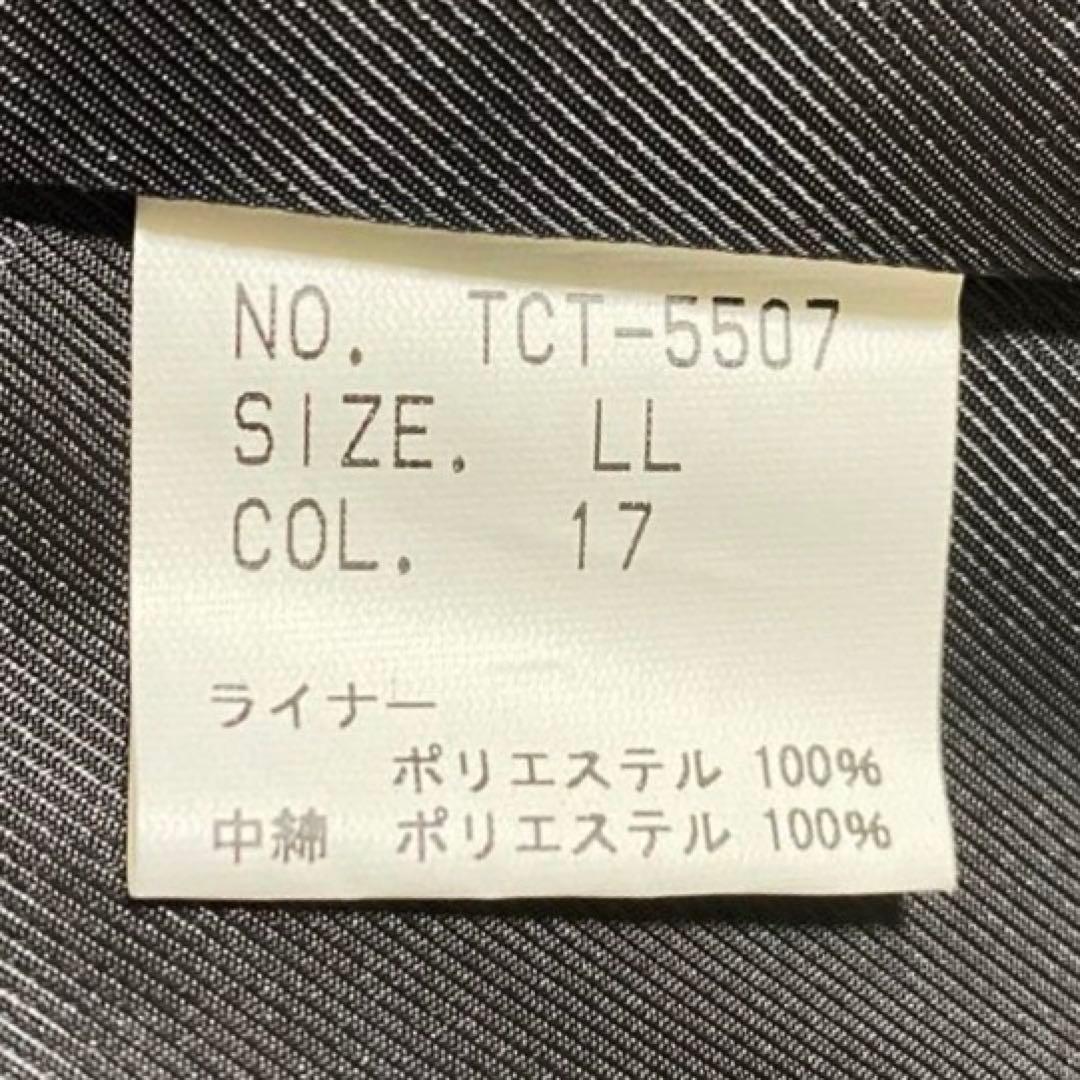 NO. TCT-5507
SIZE. LL
COL. 17
ライナー
ポリエステル 100%
中綿 ポリエステル 100%